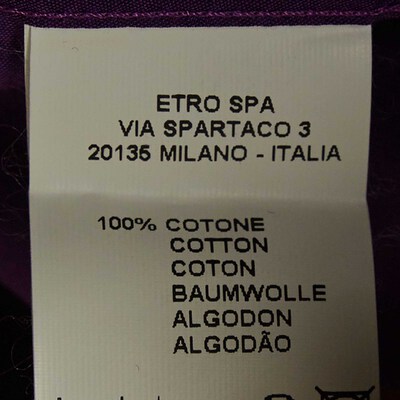 ETRO SPA
VIA SPARTACO 3
20135 MILANO - ITALIA
100% COTONE
COTTON
COTON
BAUMWOLLE
ALGODON
ALGODÃO